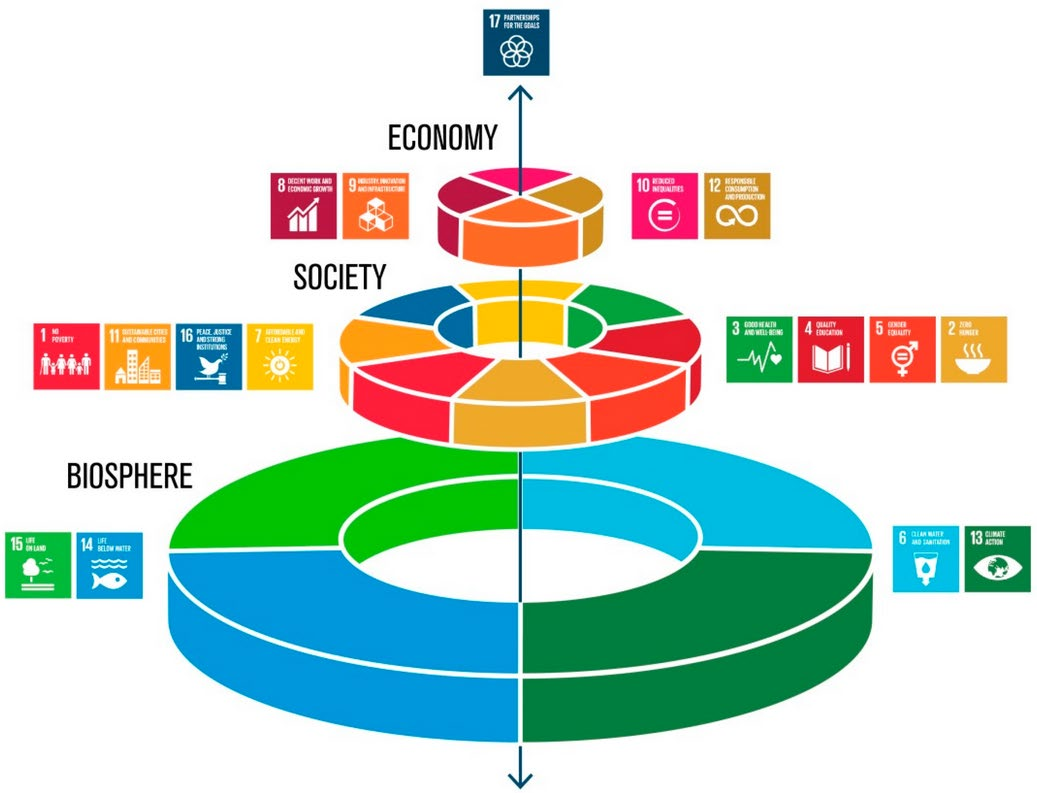 17 PARTNERSHIPS
FOR THE GOALS
ECONOMY
8 DECENT WORK AND
ECONOMIC GROWTH
9 INDUSTRY, INNOVATION
AND INFRASTRUCTURE
10 REDUCED
INEQUALITIES
12 RESPONSIBLE
CONSUMPTION
AND PRODUCTION
SOCIETY
1 NO
POVERTY
11 SUSTAINABLE CITIES
AND COMMUNITIES
16 PEACE, JUSTICE
AND STRONG
INSTITUTIONS
7 AFFORDABLE AND
CLEAN ENERGY
3 GOOD HEALTH
AND WELL-BEING
4 QUALITY
EDUCATION
5 GENDER
EQUALITY
2 ZERO
HUNGER
BIOSPHERE
15 LIFE
ON LAND
14 LIFE
BELOW WATER
6 CLEAN WATER
AND SANITATION
13 CLIMATE
ACTION